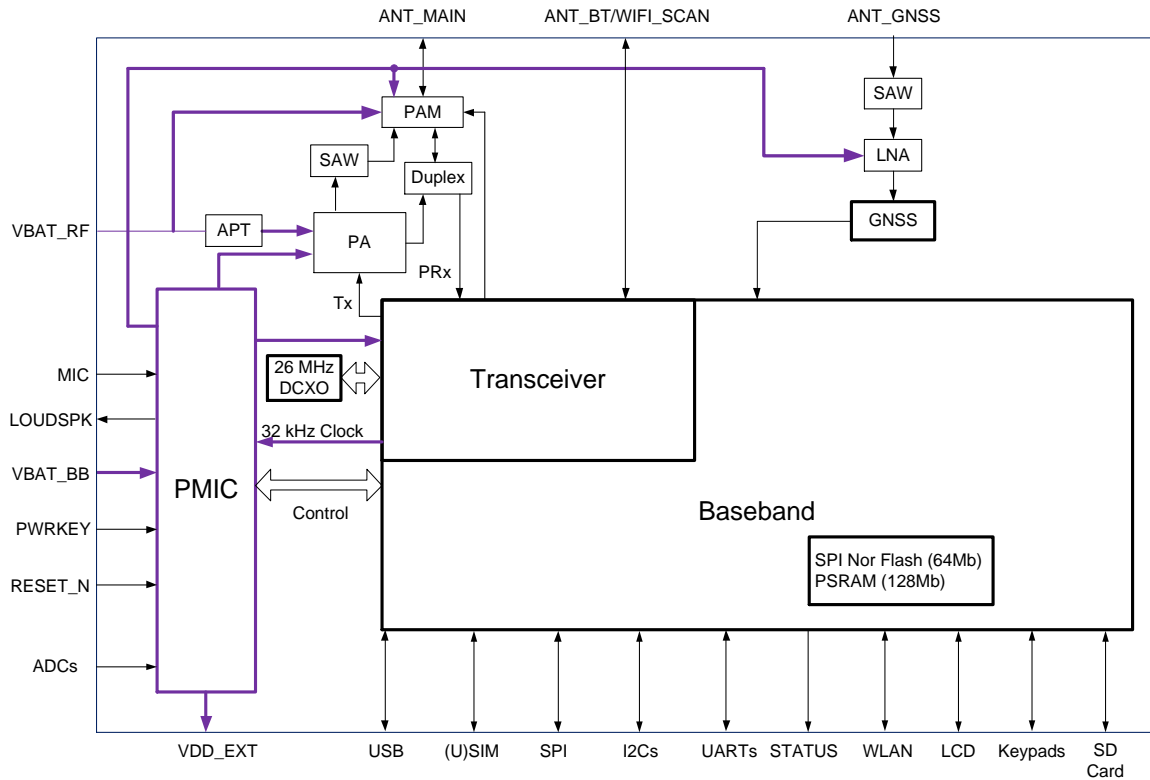 ANT_MAIN
ANT_BT/WIFI_SCAN
ANT_GNSS
SAW
PAM
LNA
SAW
Duplex
VBAT_RF
APT
PA
GNSS
PRx
Tx
26 MHz
DCXO
Transceiver
MIC
LOUDSPK
32 kHz Clock
VBAT_BB
PMIC
Control
Baseband
PWRKEY
SPI Nor Flash (64Mb)
PSRAM (128Mb)
RESET_N
ADCs
VDD_EXT
USB
(U)SIM
SPI
I2Cs
UARTs
STATUS
WLAN
LCD
Keypads
SD
Card